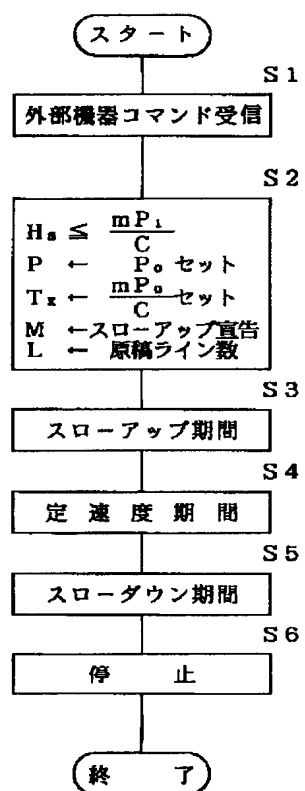 スタート
S1
外部機器コマンド受信
S2
Hs ≦ mP1/C
P ← P0 セット
Tx ← mP0/C セット
M ←スローアップ宣告
L ← 原稿ライン数
S3
スローアップ期間
S4
定速度期間
S5
スローダウン期間
S6
停止
終了